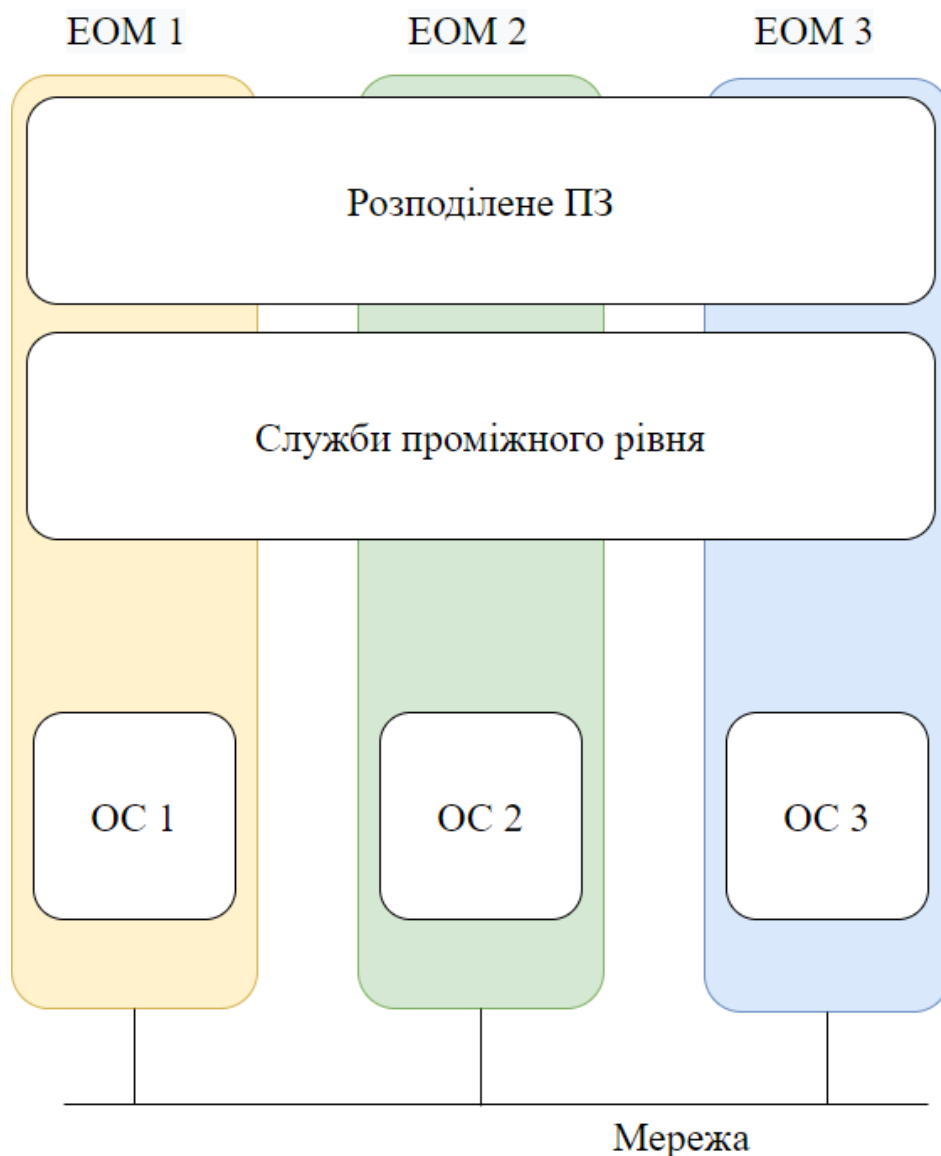 ЕОМ 1
ЕОМ 2
ЕОМ 3
Розподілене ПЗ
Служби проміжного рівня
ОС 1
ОС 2
ОС 3
Мережа